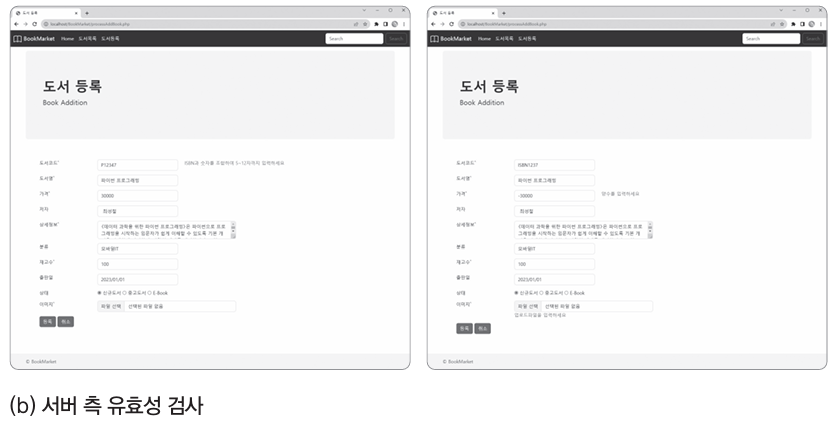 도서 등록
localhost/BookMarket/processAddBook.php
BookMarket Home 도서목록 도서등록 Search Search
도서 등록
Book Addition
도서코드* P12347 ISBN과 숫자를 조합하여 5~12자까지 입력하세요
도서명* 파이썬 프로그래밍
가격* 30000
저자 최성철
상세정보* 《데이터 과학을 위한 파이썬 프로그래밍》은 파이썬으로 프로
그래밍을 시작하는 입문자가 쉽게 이해할 수 있도록 기본 개
분류 모바일IT
재고수* 100
출판일 2023/01/01
상태 신규도서 중고도서 E-Book
이미지* 파일 선택 선택된 파일 없음
등록 취소
© BookMarket
도서 등록
localhost/BookMarket/processAddBook.php
BookMarket Home 도서목록 도서등록 Search Search
도서 등록
Book Addition
도서코드* ISBN1237
도서명* 파이썬 프로그래밍
가격* -30000 양수를 입력하세요
저자 최성철
상세정보* 《데이터 과학을 위한 파이썬 프로그래밍》은 파이썬으로 프로
그래밍을 시작하는 입문자가 쉽게 이해할 수 있도록 기본 개
분류 모바일IT
재고수* 100
출판일 2023/01/01
상태 신규도서 중고도서 E-Book
이미지* 파일 선택 선택된 파일 없음
업로드파일을 입력하세요
등록 취소
© BookMarket
(b) 서버 측 유효성 검사